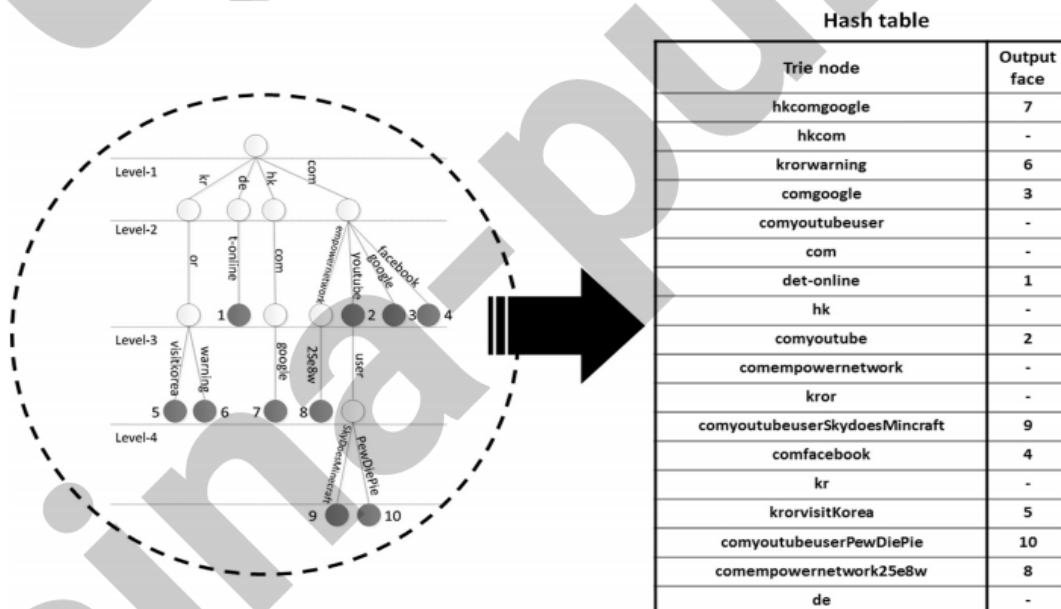 Hash table
Trie node Output face
hkcomgoogle 7
hkcom -
krorwarning 6
comgoogle 3
comyoutubeuser -
com -
det-online 1
hk -
comyoutube 2
comempowernetwork -
kror -
comyoutubeuserSkydoesMincraft 9
comfacebook 4
kr -
krorvisitKorea 5
comyoutubeuserPewDiePie 10
comempowernetwork25e8w 8
de -
Level-1
kr de hk com
Level-2
or t-online com empowernetwork youtube google facebook
1 2 3 4
Level-3
visitkorea warning google 25e8w user
5 6 7 8
Level-4
SkyDoesMinecraft PewDiePie
9 10